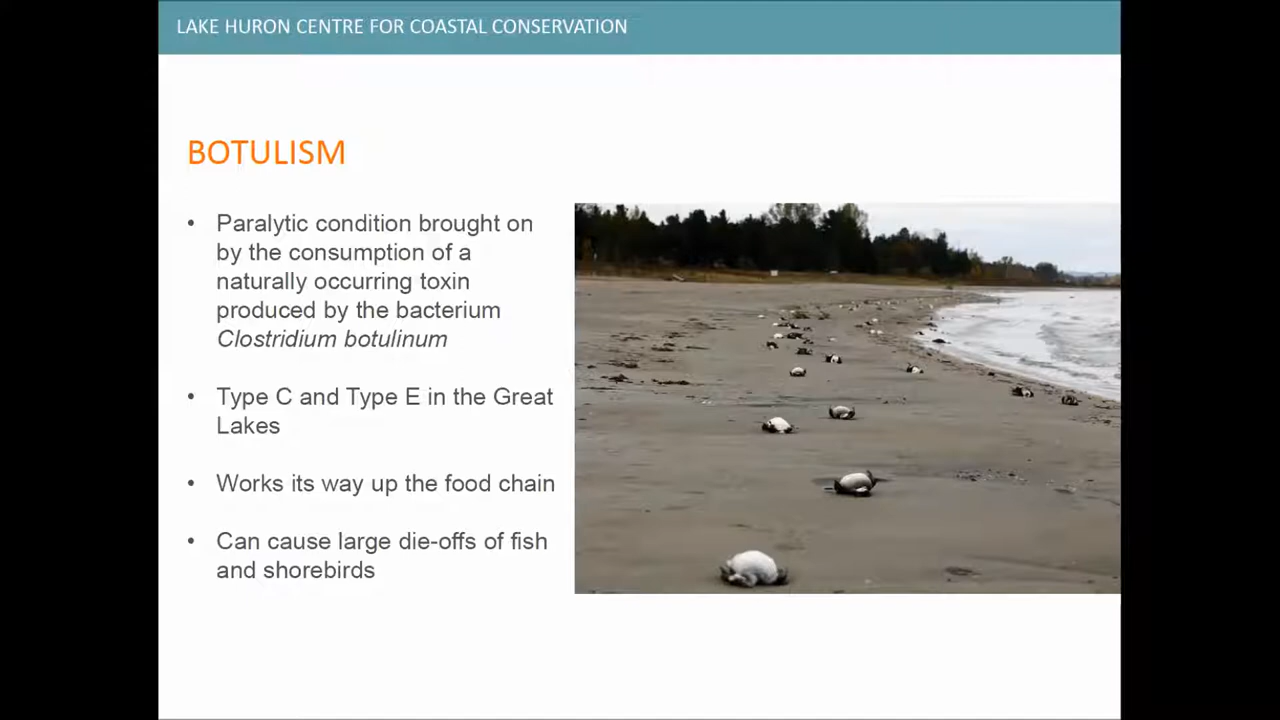 LAKE HURON CENTRE FOR COASTAL CONSERVATION
BOTULISM
• Paralytic condition brought on
by the consumption of a
naturally occurring toxin
produced by the bacterium
Clostridium botulinum
• Type C and Type E in the Great
Lakes
• Works its way up the food chain
• Can cause large die-offs of fish
and shorebirds